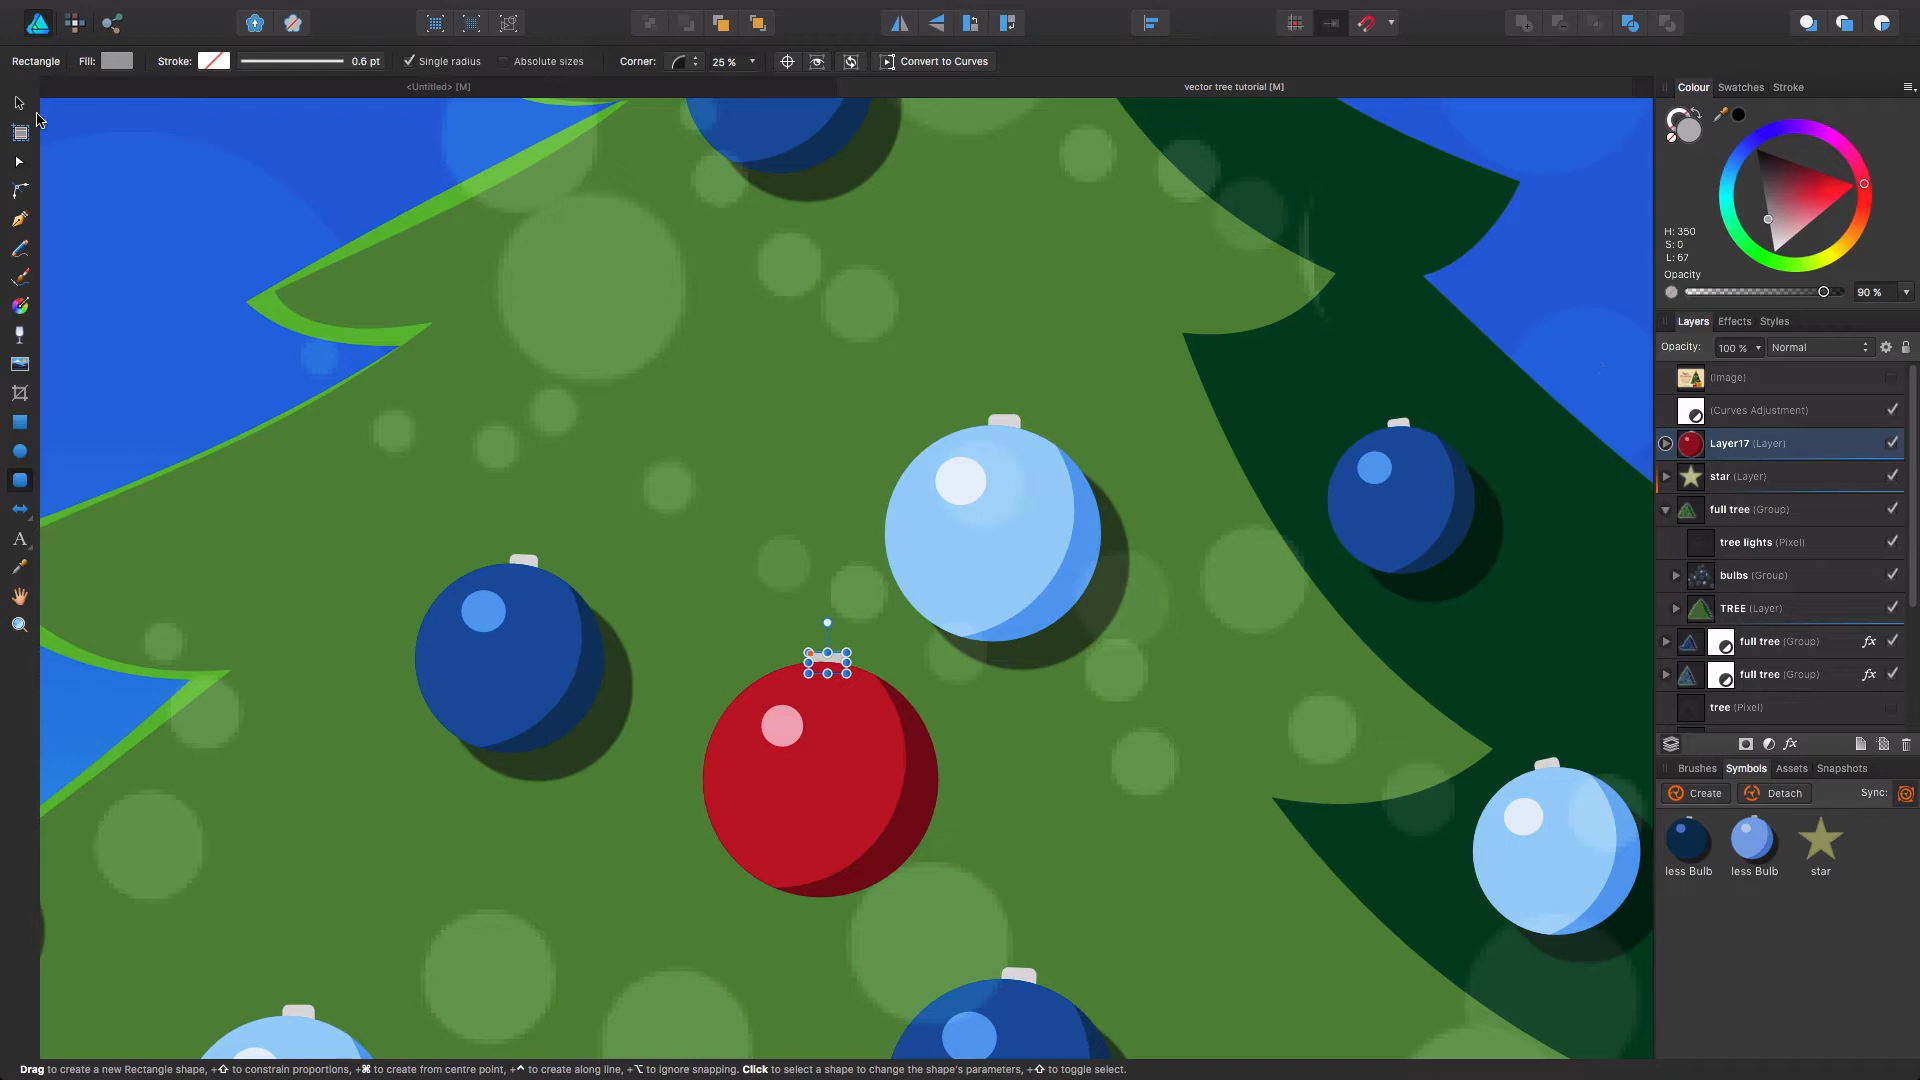 Rectangle Fill: Stroke: 0.6 pt Single radius Absolute sizes Corner: 25 % Convert to Curves
<Untitled> [M] vector tree tutorial [M]
Colour Swatches Stroke
H: 350
S: 0
L: 67
Opacity
90 %
Layers Effects Styles
Opacity: 100 % Normal
(Image)
(Curves Adjustment)
Layer17 (Layer)
star (Layer)
full tree (Group)
tree lights (Pixel)
bulbs (Group)
TREE (Layer)
full tree (Group) fx
full tree (Group) fx
tree (Pixel)
fx
Brushes Symbols Assets Snapshots
Create Detach Sync:
less Bulb less Bulb star
A
Drag to create a new Rectangle shape, +⇧ to constrain proportions, +⌘ to create from centre point, +^ to create along line, +⌥ to ignore snapping. Click to select a shape to change the shape's parameters, +⇧ to toggle select.